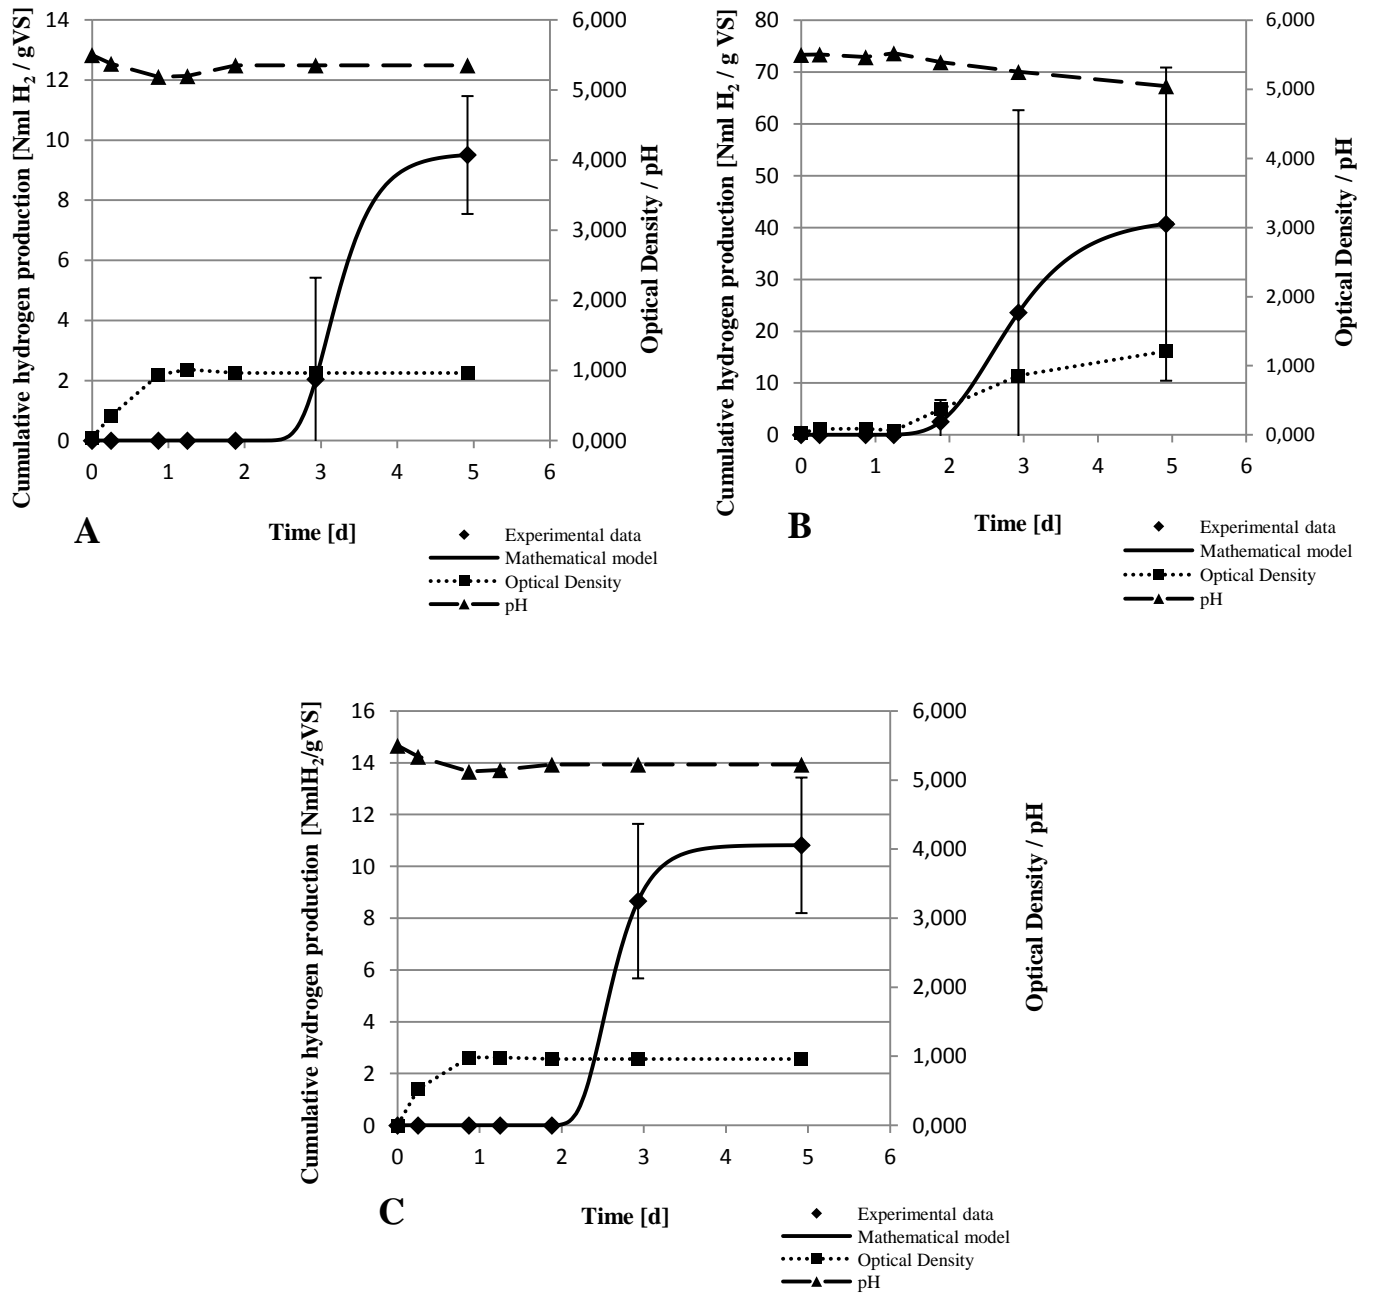 Cumulative hydrogen production [Nml H2 / gVS]
14
12
10
8
6
4
2
0
6,000
5,000
4,000
3,000
2,000
1,000
0,000
Optical Density / pH
0 1 2 3 4 5 6
A
Time [d]
Experimental data
Mathematical model
Optical Density
pH
Cumulative hydrogen production [Nml H2 / g VS]
80
70
60
50
40
30
20
10
0
6,000
5,000
4,000
3,000
2,000
1,000
0,000
Optical Density / pH
0 1 2 3 4 5 6
B
Time [d]
Experimental data
Mathematical model
Optical Density
pH
Cumulative hydrogen production [NmlH2/gVS]
16
14
12
10
8
6
4
2
0
6,000
5,000
4,000
3,000
2,000
1,000
0,000
Optical Density / pH
0 1 2 3 4 5 6
C
Time [d]
Experimental data
Mathematical model
Optical Density
pH